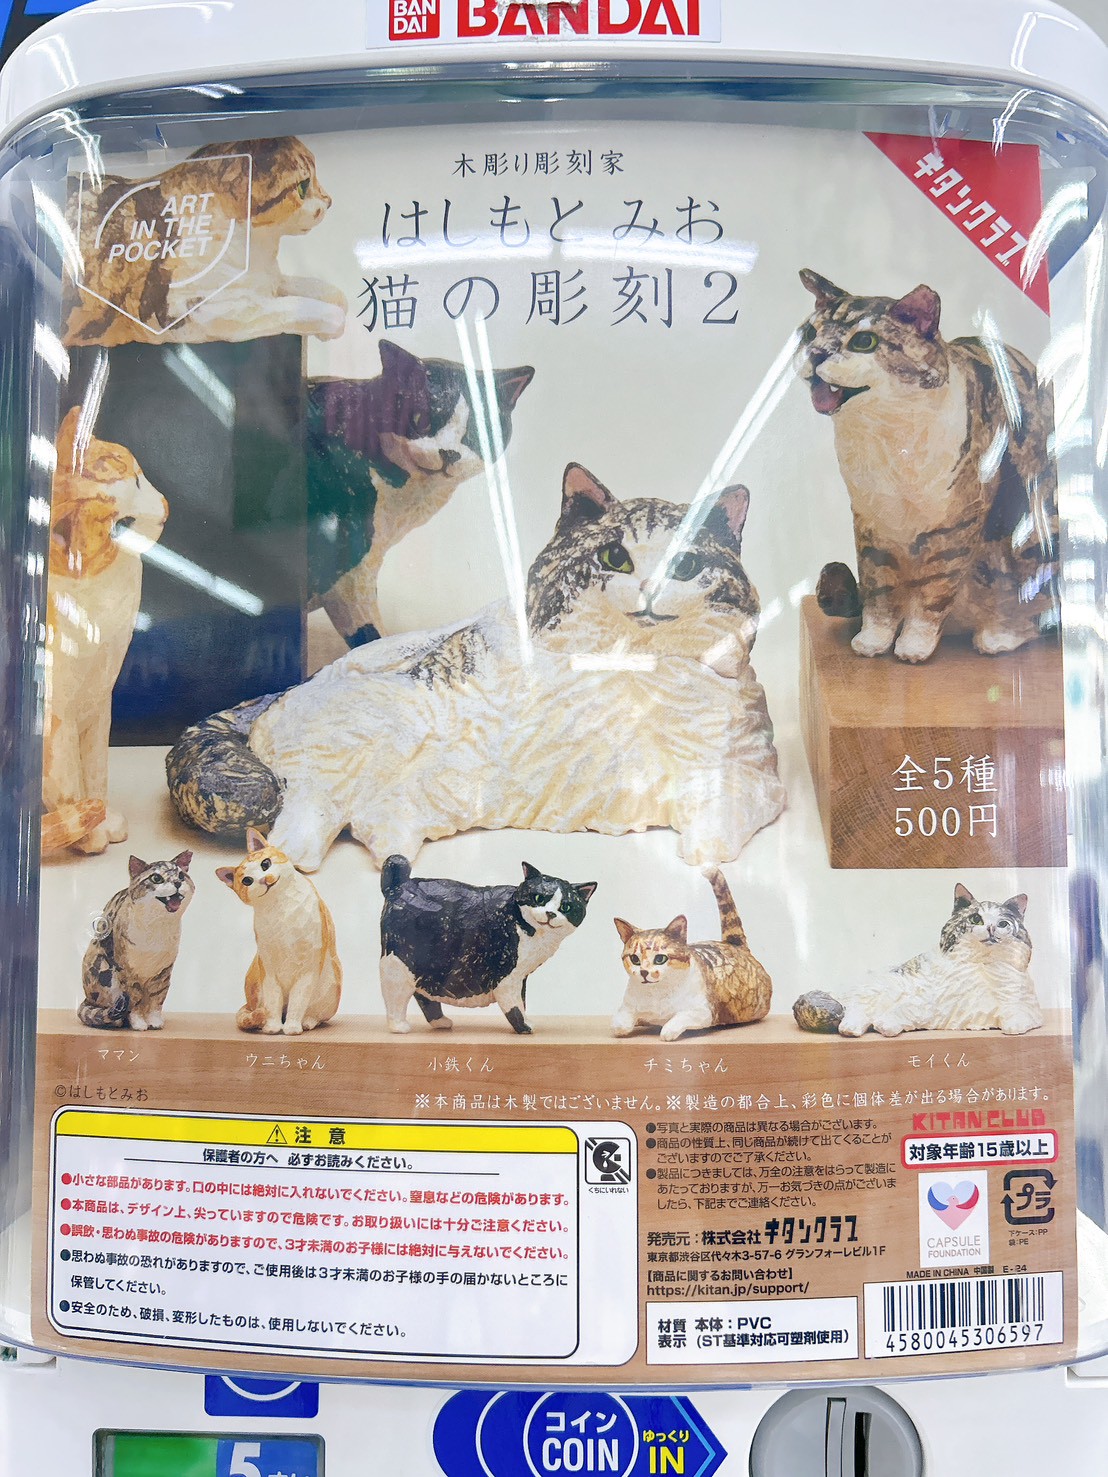 BAN
DAI
BANDAI
ART
IN THE
POCKET
木彫り彫刻家
はしもと みお
猫の彫刻2
キタンクラブ
全5種
500円
ママン
ウニちゃん
小鉄くん
チミちゃん
モイくん
©はしもとみお
※本商品は木製ではございません。※製造の都合上、彩色に個体差が出る場合があります。
注意
保護者の方へ 必ずお読みください。
●小さな部品があります。口の中には絶対に入れないでください。窒息などの危険があります。
●本商品は、デザイン上、尖っていますので危険です。お取り扱いには十分ご注意ください。
●誤飲・思わぬ事故の危険がありますので、3才未満のお子様には絶対に与えないでください。
●思わぬ事故の恐れがありますので、ご使用後は3才未満のお子様の手の届かないところに
保管してください。
●安全のため、破損、変形したものは、使用しないでください。
くちにいれない
●写真と実際の商品は異なる場合がございます。
●商品の性質上、同じ商品が続けて出てくることが
ございますのでご了承ください。
●製品につきましては、万全の注意をはらって製造に
あたっておりますが、万一お気づきの点がございま
したら、下記までご連絡ください。
発売元:株式会社キタンクラブ
東京都渋谷区代々木3-57-6 グランフォーレビル1F
【商品に関するお問い合わせ】
https://kitan.jp/support/
材質 本体:PVC
表示 (ST基準対応可塑剤使用)
KITAN CLUB
対象年齢15歳以上
CAPSULE
FOUNDATION
プラ
下ケース:PP
袋:PE
MADE IN CHINA 中国製 E-24
4580045306597
コイン
COIN
ゆっくり
IN
5